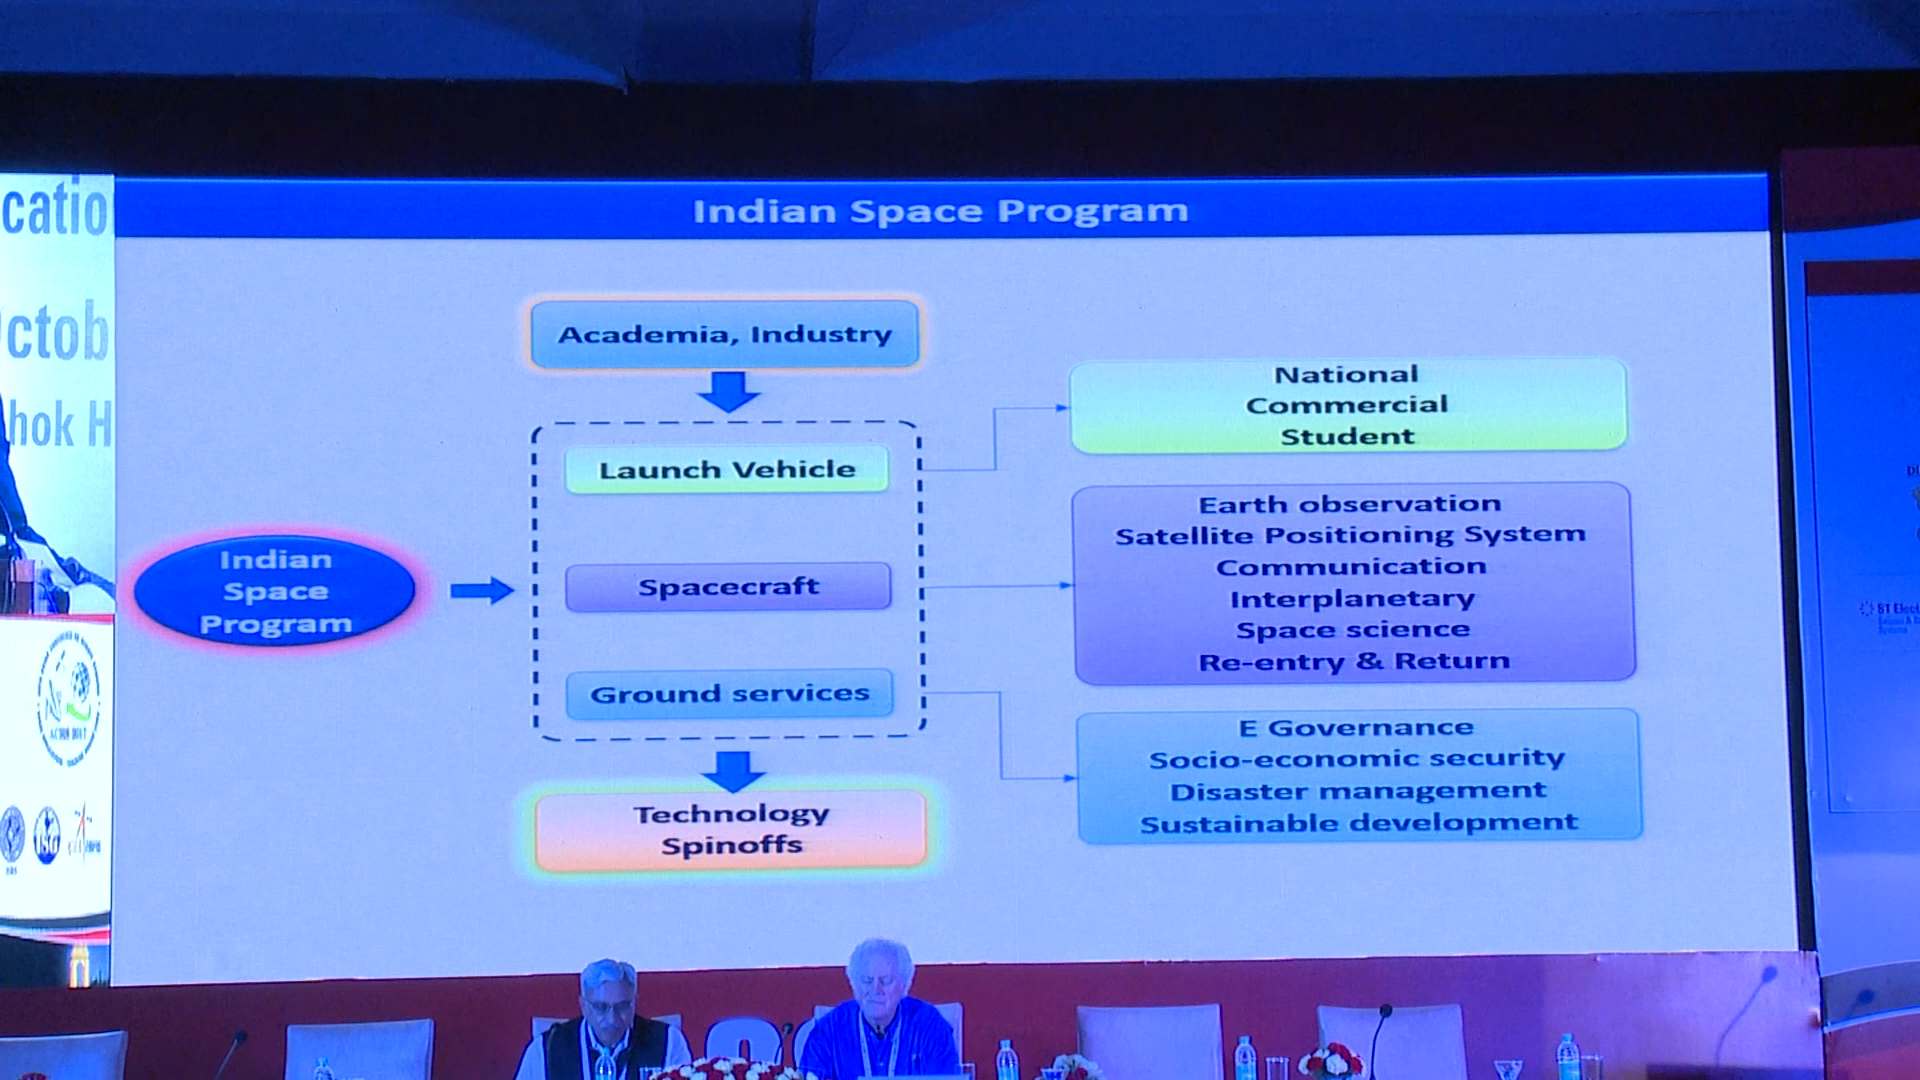 Indian Space Program
Academia, Industry
Launch Vehicle
Spacecraft
Ground services
Indian
Space
Program
Technology
Spinoffs
National
Commercial
Student
Earth observation
Satellite Positioning System
Communication
Interplanetary
Space science
Re-entry & Return
E Governance
Socio-economic security
Disaster management
Sustainable development
catio
ctob
hok H
ACRS 2017